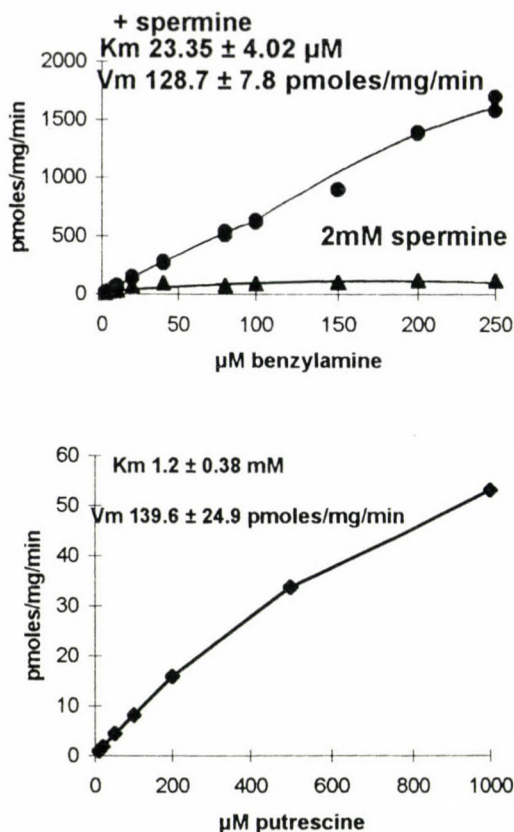 + spermine
Km 23.35 ± 4.02 µM
Vm 128.7 ± 7.8 pmoles/mg/min
2000
1500
1000
500
0
pmoles/mg/min
2mM spermine
0 50 100 150 200 250
µM benzylamine
60
50
40
30
20
10
0
pmoles/mg/min
Km 1.2 ± 0.38 mM
Vm 139.6 ± 24.9 pmoles/mg/min
0 200 400 600 800 1000
µM putrescine